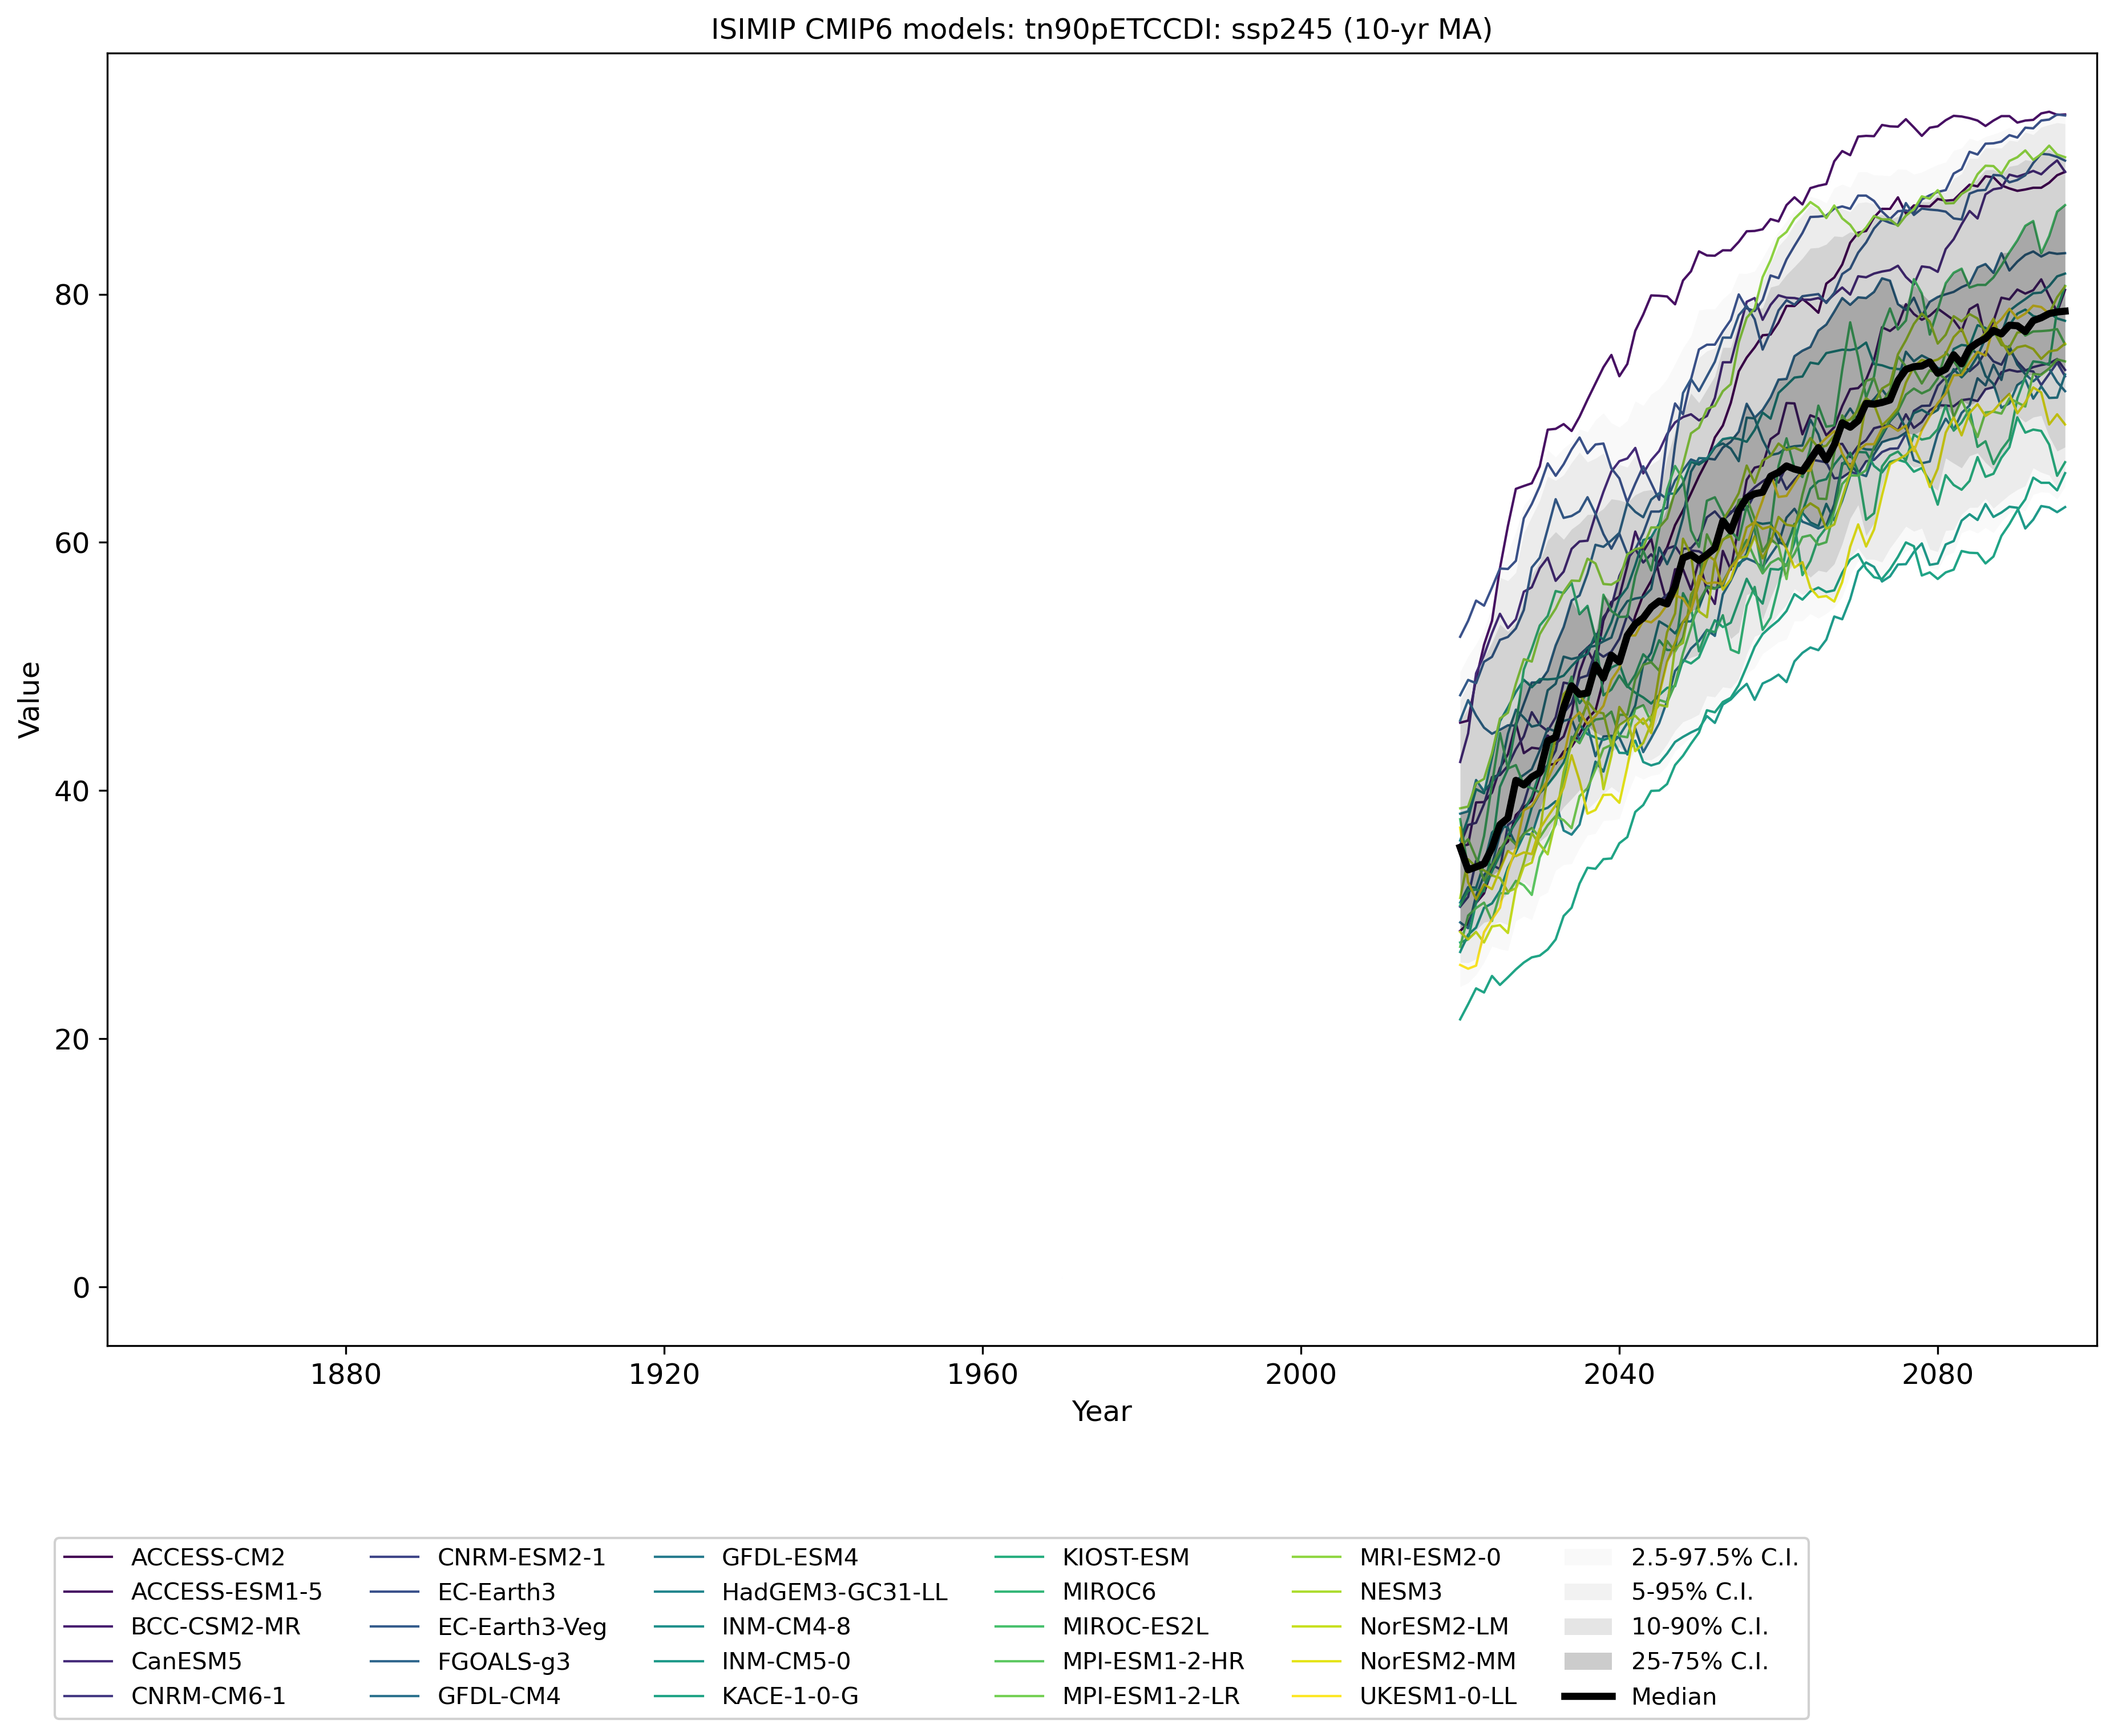 ISIMIP CMIP6 models: tn90pETCCDI: ssp245 (10-yr MA)
Value
80
60
40
20
0
1880 1920 1960 2000 2040 2080
Year
ACCESS-CM2 CNRM-ESM2-1 GFDL-ESM4 KIOST-ESM MRI-ESM2-0 2.5-97.5% C.I.
ACCESS-ESM1-5 EC-Earth3 HadGEM3-GC31-LL MIROC6 NESM3 5-95% C.I.
BCC-CSM2-MR EC-Earth3-Veg INM-CM4-8 MIROC-ES2L NorESM2-LM 10-90% C.I.
CanESM5 FGOALS-g3 INM-CM5-0 MPI-ESM1-2-HR NorESM2-MM 25-75% C.I.
CNRM-CM6-1 GFDL-CM4 KACE-1-0-G MPI-ESM1-2-LR UKESM1-0-LL Median